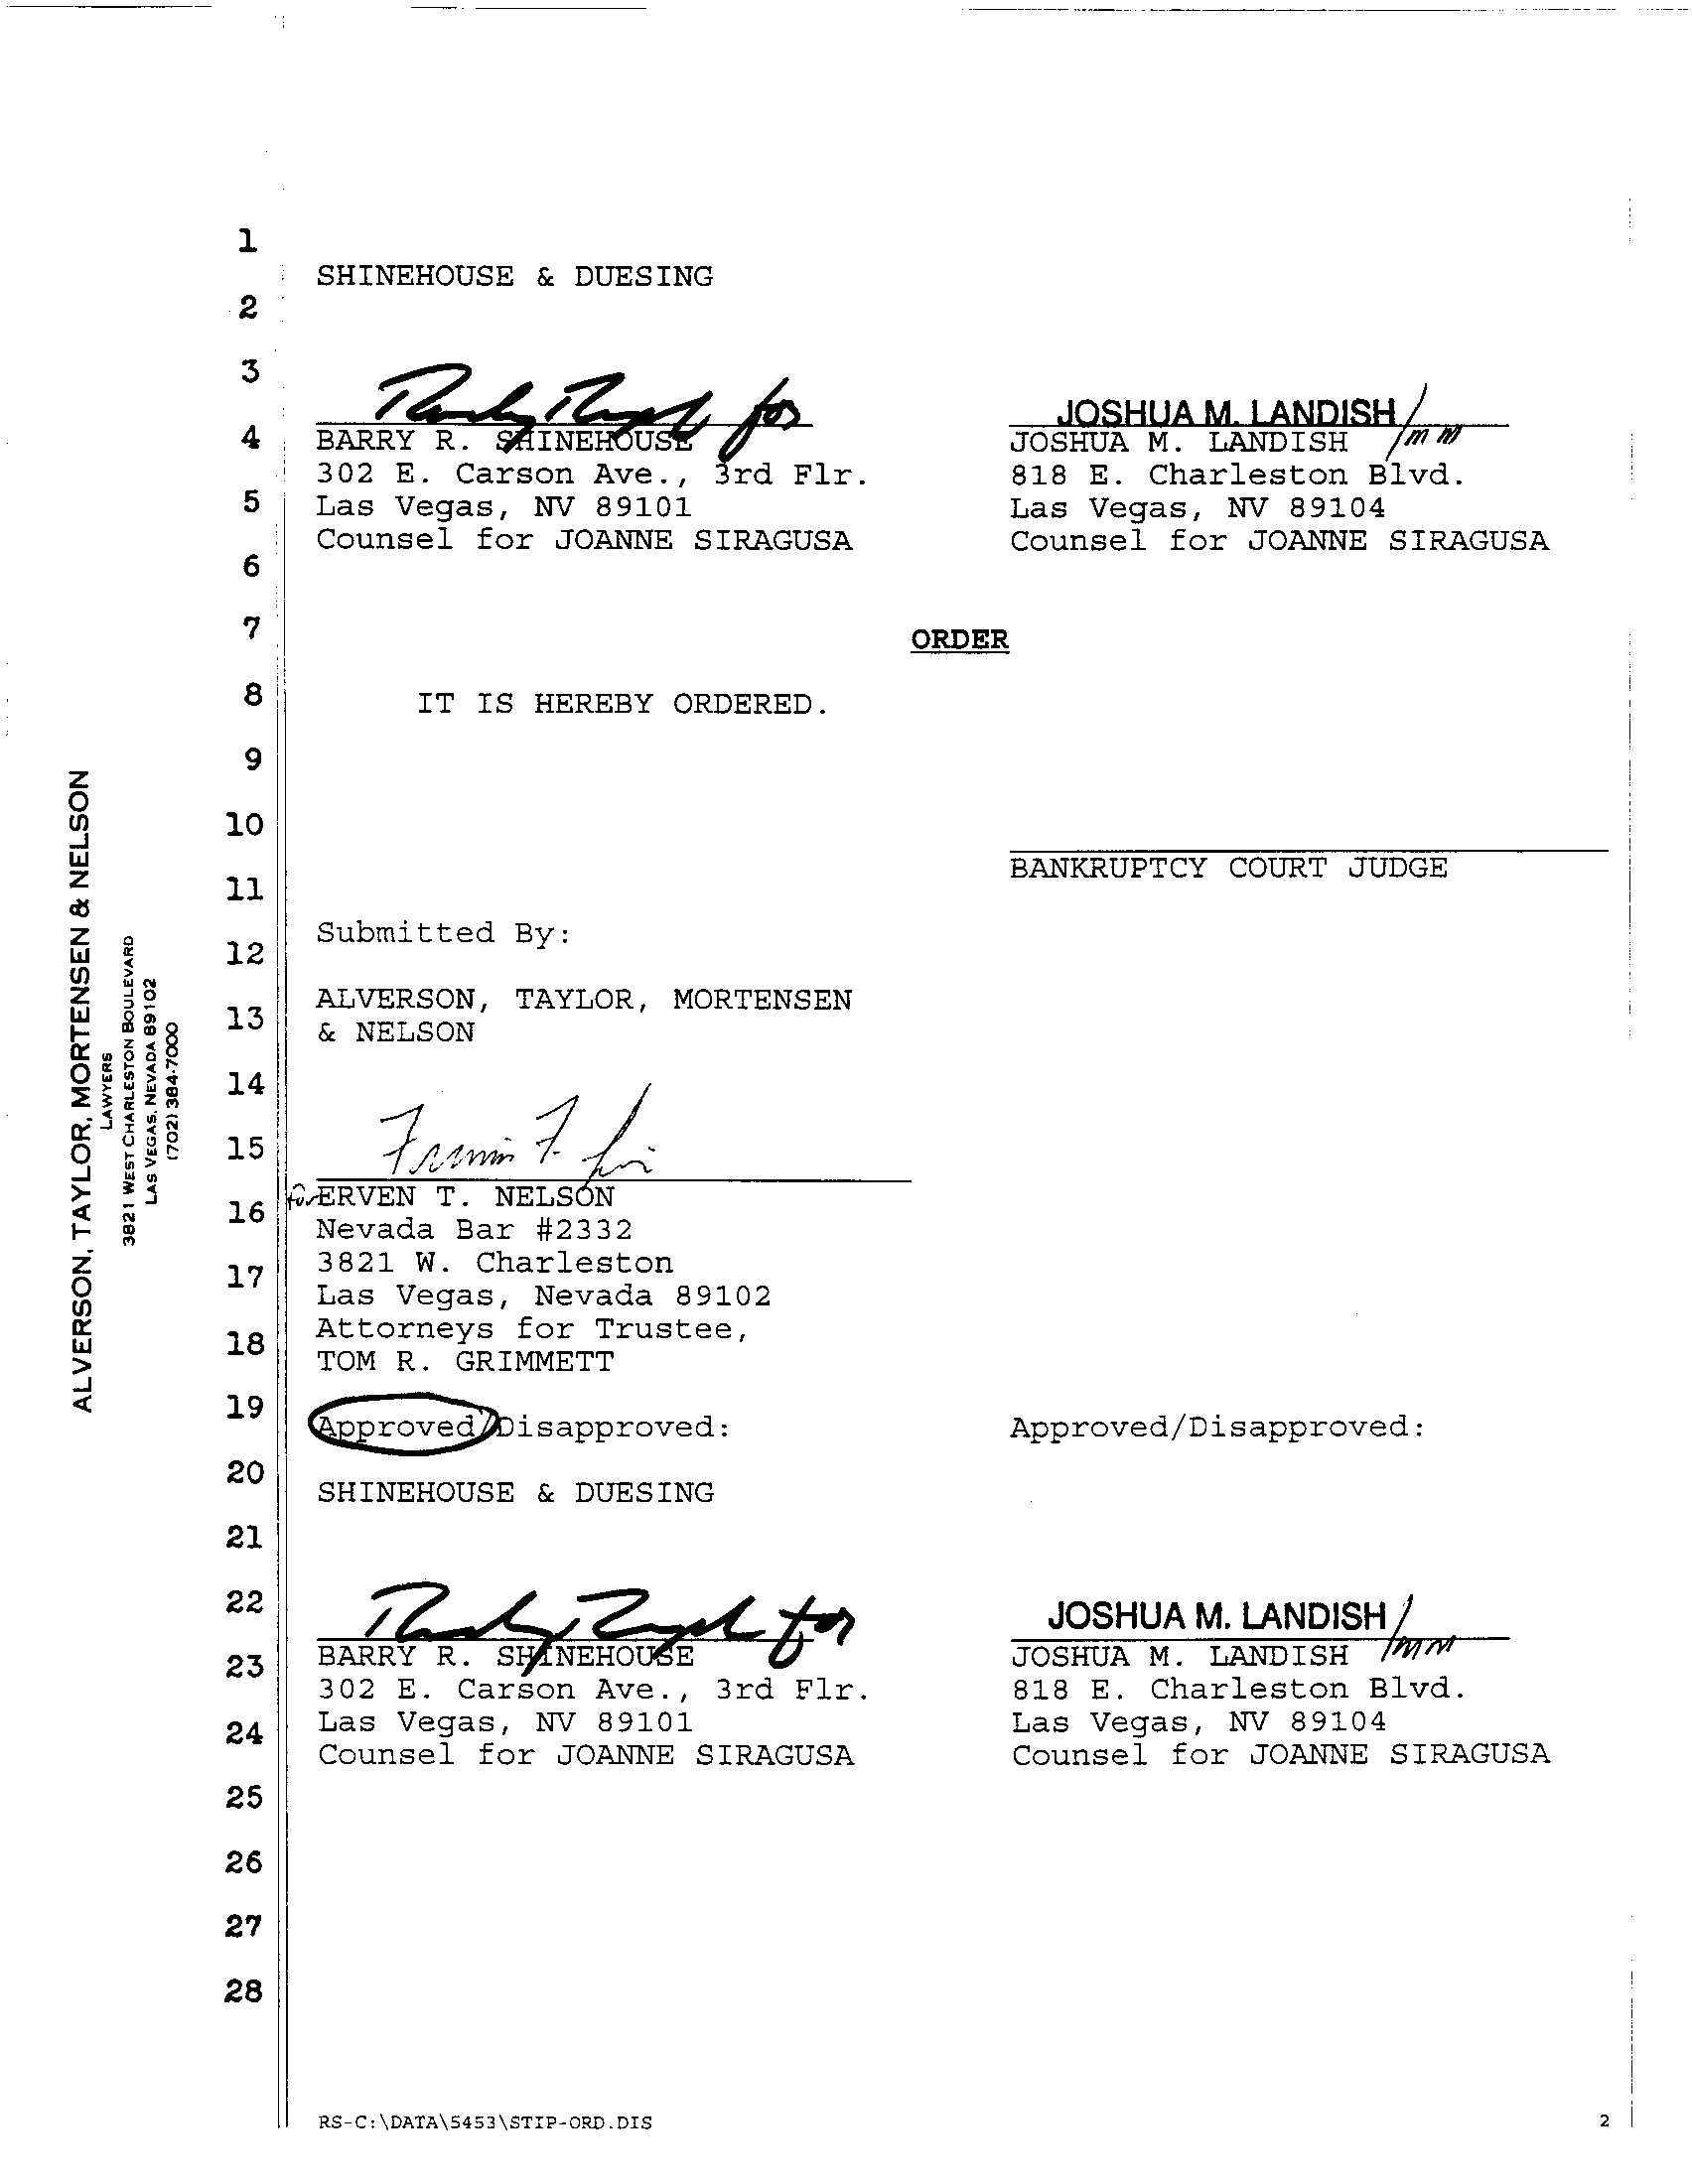 1
SHINEHOUSE & DUESING
2
3
for
JOSHUA M. LANDISH/mm
4
BARRY R. SHINEHOUSE
JOSHUA M. LANDISH
302 E. Carson Ave., 3rd Flr.
818 E. Charleston Blvd.
5
Las Vegas, NV 89101
Las Vegas, NV 89104
Counsel for JOANNE SIRAGUSA
Counsel for JOANNE SIRAGUSA
6
7
ORDER
8
IT IS HEREBY ORDERED.
9
10
BANKRUPTCY COURT JUDGE
11
Submitted By:
12
ALVERSON, TAYLOR, MORTENSEN
13
& NELSON
14
15
for ERVEN T. NELSON
16
Nevada Bar #2332
3821 W. Charleston
17
Las Vegas, Nevada 89102
Attorneys for Trustee,
18
TOM R. GRIMMETT
19
Approved/Disapproved:
Approved/Disapproved:
20
SHINEHOUSE & DUESING
21
22
for
JOSHUA M. LANDISH/mm
BARRY R. SHINEHOUSE
JOSHUA M. LANDISH
23
302 E. Carson Ave., 3rd Flr.
818 E. Charleston Blvd.
24
Las Vegas, NV 89101
Las Vegas, NV 89104
Counsel for JOANNE SIRAGUSA
Counsel for JOANNE SIRAGUSA
25
26
27
28
ALVERSON, TAYLOR, MORTENSEN & NELSON
LAWYERS
3821 WEST CHARLESTON BOULEVARD
LAS VEGAS, NEVADA 89102
(702) 384-7000
RS-C:\DATA\5453\STIP-ORD.DIS
2